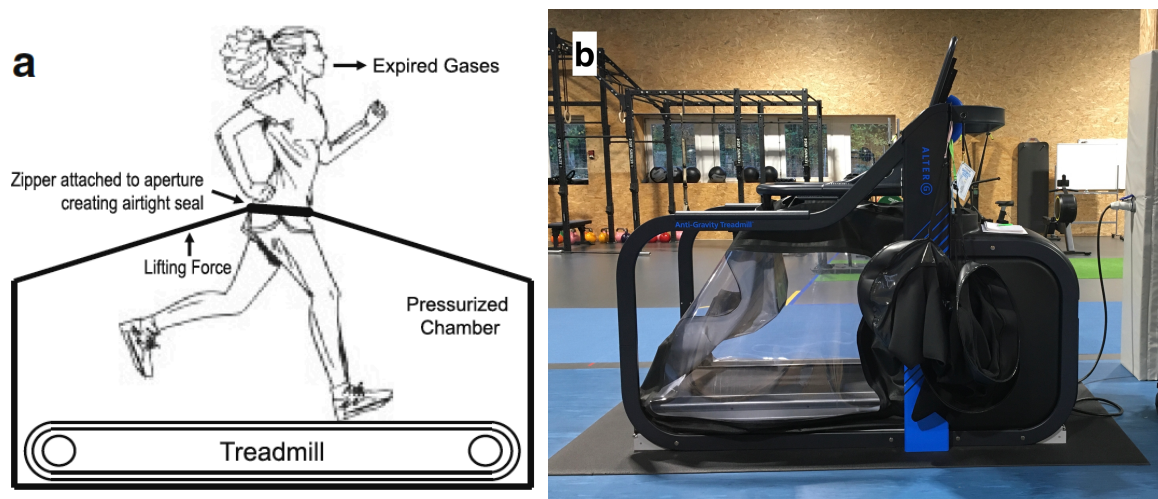 a
Expired Gases
Zipper attached to aperture
creating airtight seal
Lifting Force
Pressurized
Chamber
Treadmill
b
ALTER G
Anti-Gravity Treadmill